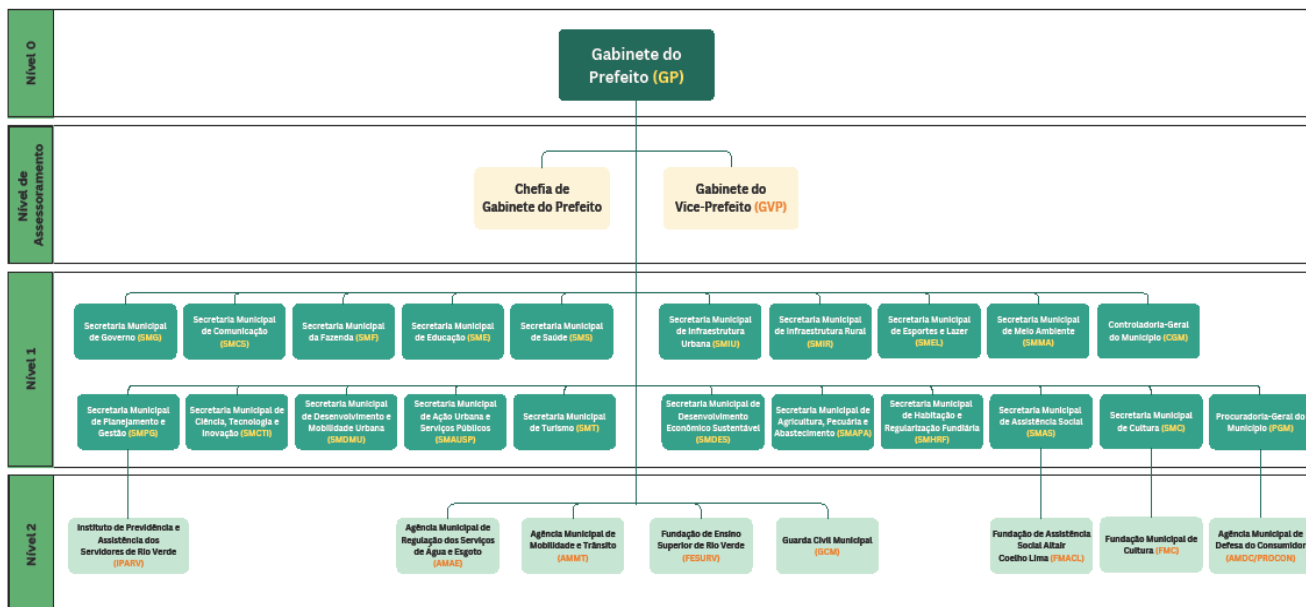 Nível 0
Gabinete do
Prefeito (GP)
Nível de
Assessoramento
Chefia de
Gabinete do Prefeito
Gabinete do
Vice-Prefeito (GVP)
Nível 1
Secretaria Municipal
de Governo (SMG)
Secretaria Municipal
de Comunicação
(SMCS)
Secretaria Municipal
da Fazenda (SMF)
Secretaria Municipal
de Educação (SME)
Secretaria Municipal
de Saúde (SMS)
Secretaria Municipal
de Infraestrutura
Urbana (SMIU)
Secretaria Municipal
de Infraestrutura Rural
(SMIR)
Secretaria Municipal
de Esportes e Lazer
(SMEL)
Secretaria Municipal
de Meio Ambiente
(SMMA)
Controladoria-Geral
do Município (CGM)
Secretaria Municipal
de Planejamento e
Gestão (SMPG)
Secretaria Municipal de
Ciência, Tecnologia e
Inovação (SMCTI)
Secretaria Municipal
de Desenvolvimento e
Mobilidade Urbana
(SMDMU)
Secretaria Municipal
de Ação Urbana e
Serviços Públicos
(SMAUSP)
Secretaria Municipal
de Turismo (SMT)
Secretaria Municipal de
Desenvolvimento
Econômico Sustentável
(SMDES)
Secretaria Municipal de
Agricultura, Pecuária e
Abastecimento (SMAPA)
Secretaria Municipal
de Habitação e
Regularização Fundiária
(SMHRF)
Secretaria Municipal
de Assistência Social
(SMAS)
Secretaria Municipal
de Cultura (SMC)
Procuradoria-Geral do
Município (PGM)
Nível 2
Instituto de Previdência e
Assistência dos
Servidores de Rio Verde
(IPARV)
Agência Municipal de
Regulação dos Serviços
de Água e Esgoto
(AMAE)
Agência Municipal de
Mobilidade e Trânsito
(AMMT)
Fundação de Ensino
Superior de Rio Verde
(FESURV)
Guarda Civil Municipal
(GCM)
Fundação de Assistência
Social Altair
Coelho Lima (FMACL)
Fundação Municipal de
Cultura (FMC)
Agência Municipal de
Defesa do Consumidor
(AMDC/PROCON)